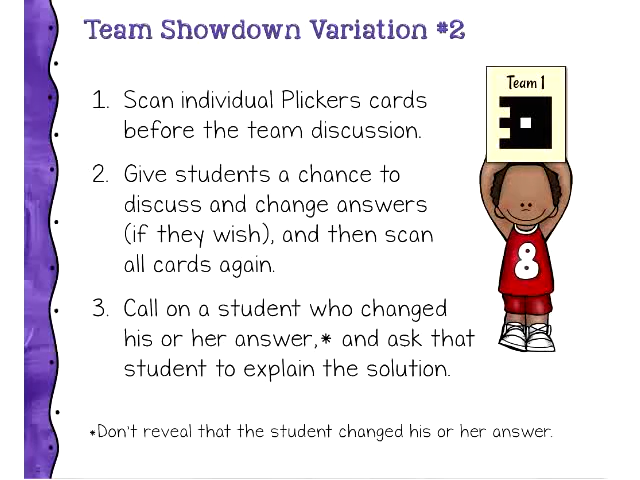 Team Showdown Variation #2
Team 1
1. Scan individual Plickers cards
before the team discussion.
2. Give students a chance to
discuss and change answers
(if they wish), and then scan
all cards again.
8
3. Call on a student who changed
his or her answer,* and ask that
student to explain the solution.
*Don't reveal that the student changed his or her answer.